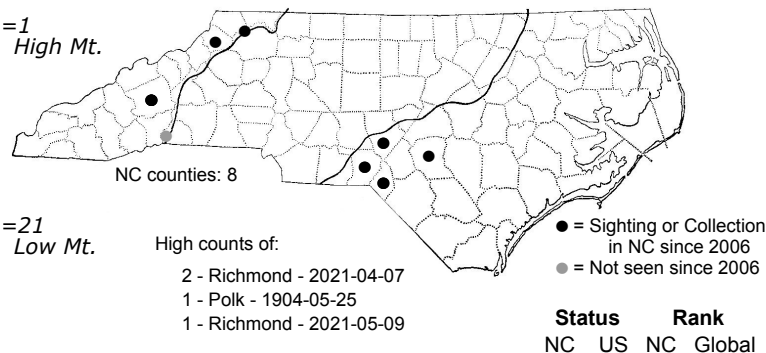 =1
High Mt.
NC counties: 8
=21
Low Mt.
High counts of:
2 - Richmond - 2021-04-07
1 - Polk - 1904-05-25
1 - Richmond - 2021-05-09
● = Sighting or Collection
in NC since 2006
● = Not seen since 2006
Status Rank
NC US NC Global